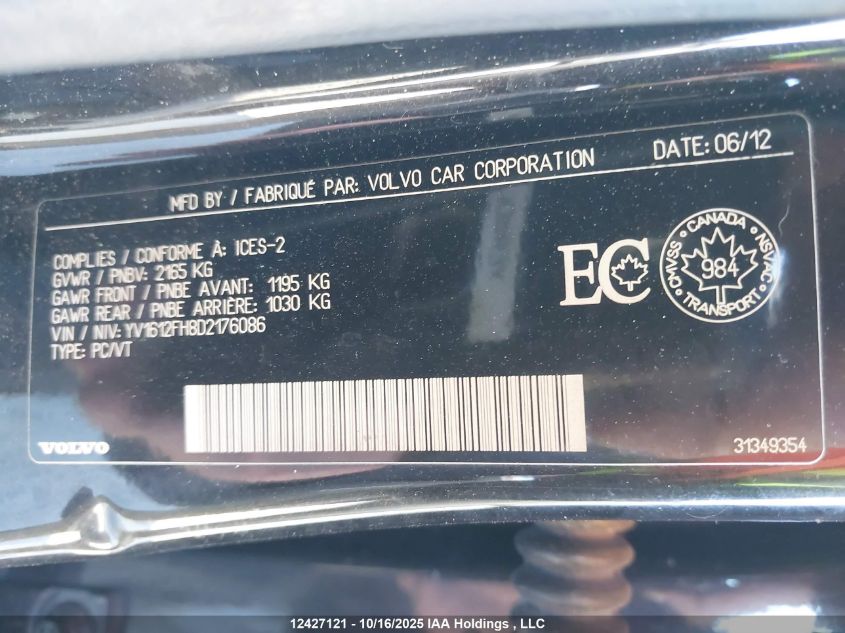 MFD BY / FABRIQUÉ PAR: VOLVO CAR CORPORATION DATE: 06/12
COMPLIES / CONFORME À: ICES-2
GVWR / PNBV: 2165 KG
GAWR FRONT / PNBE AVANT: 1195 KG
GAWR REAR / PNBE ARRIÈRE: 1030 KG
VIN / NIV: YV1612FH8D2176086
TYPE: PC/VT
EC
CANADA
CMVSS
984
NSVAC
TRANSPORT
VOLVO
31349354
12427121 - 10/16/2025 IAA Holdings , LLC